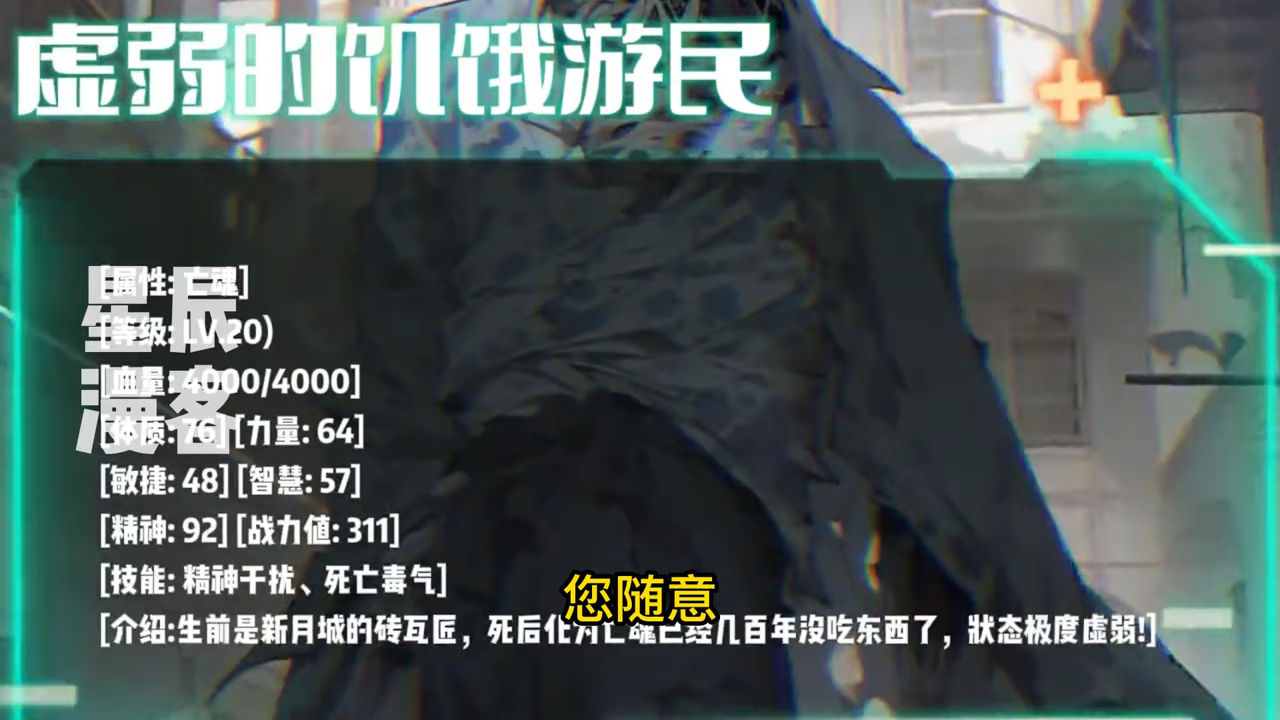 虚弱的饥饿游民
[属性: 亡魂]
[等级: LV.20)
[血量: 4000/4000]
[体质: 76] [力量: 64]
[敏捷: 48] [智慧: 57]
[精神: 92] [战力值: 311]
[技能: 精神干扰、死亡毒气]
[介绍:生前是新月城的砖瓦匠，死后化为亡魂已经几百年没吃东西了，状态极度虚弱!]
星辰
漫客
您随意